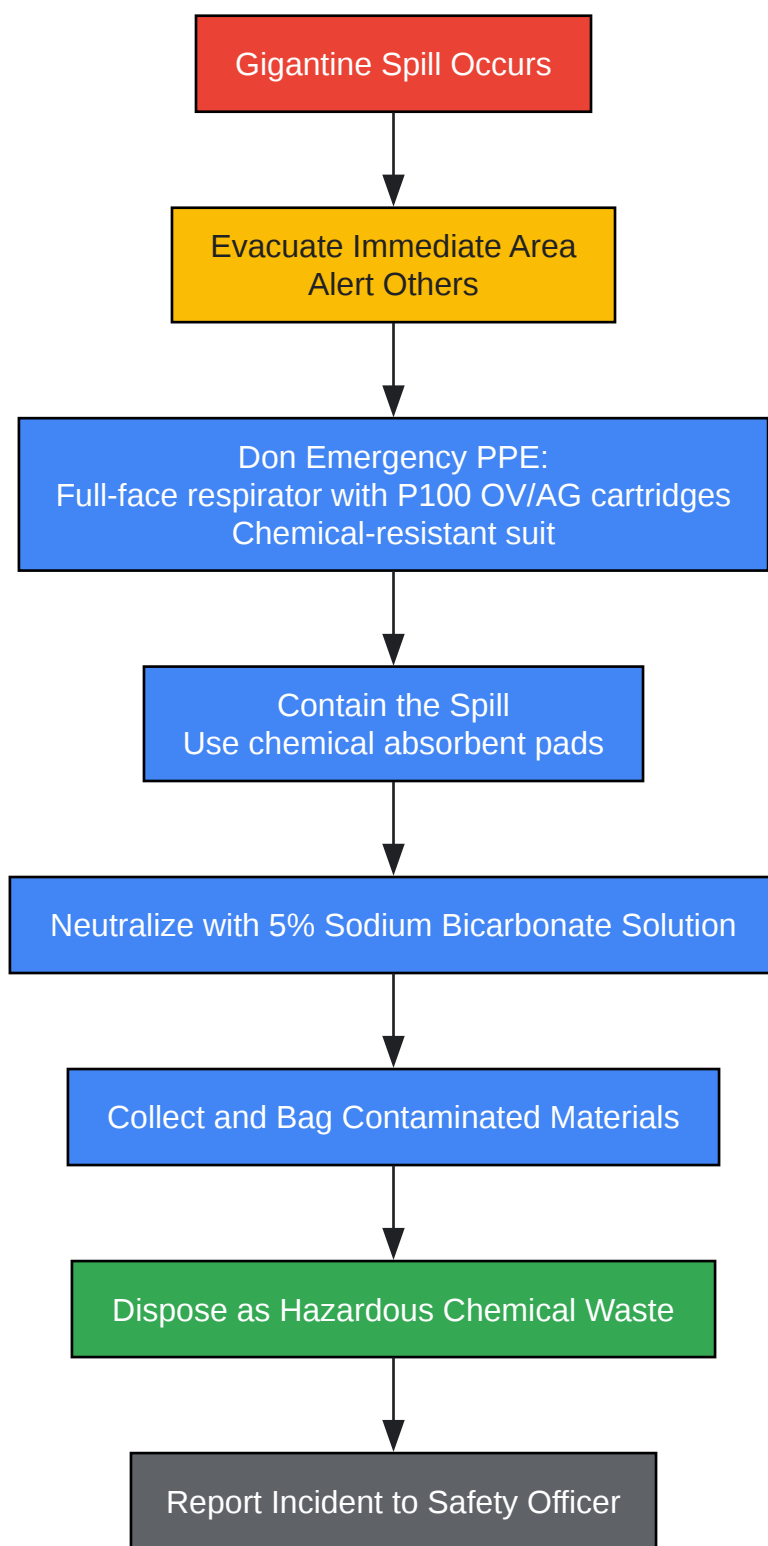 Gigantine Spill Occurs
Evacuate Immediate Area
Alert Others
Don Emergency PPE:
Full-face respirator with P100 OV/AG cartridges
Chemical-resistant suit
Contain the Spill
Use chemical absorbent pads
Neutralize with 5% Sodium Bicarbonate Solution
Collect and Bag Contaminated Materials
Dispose as Hazardous Chemical Waste
Report Incident to Safety Officer